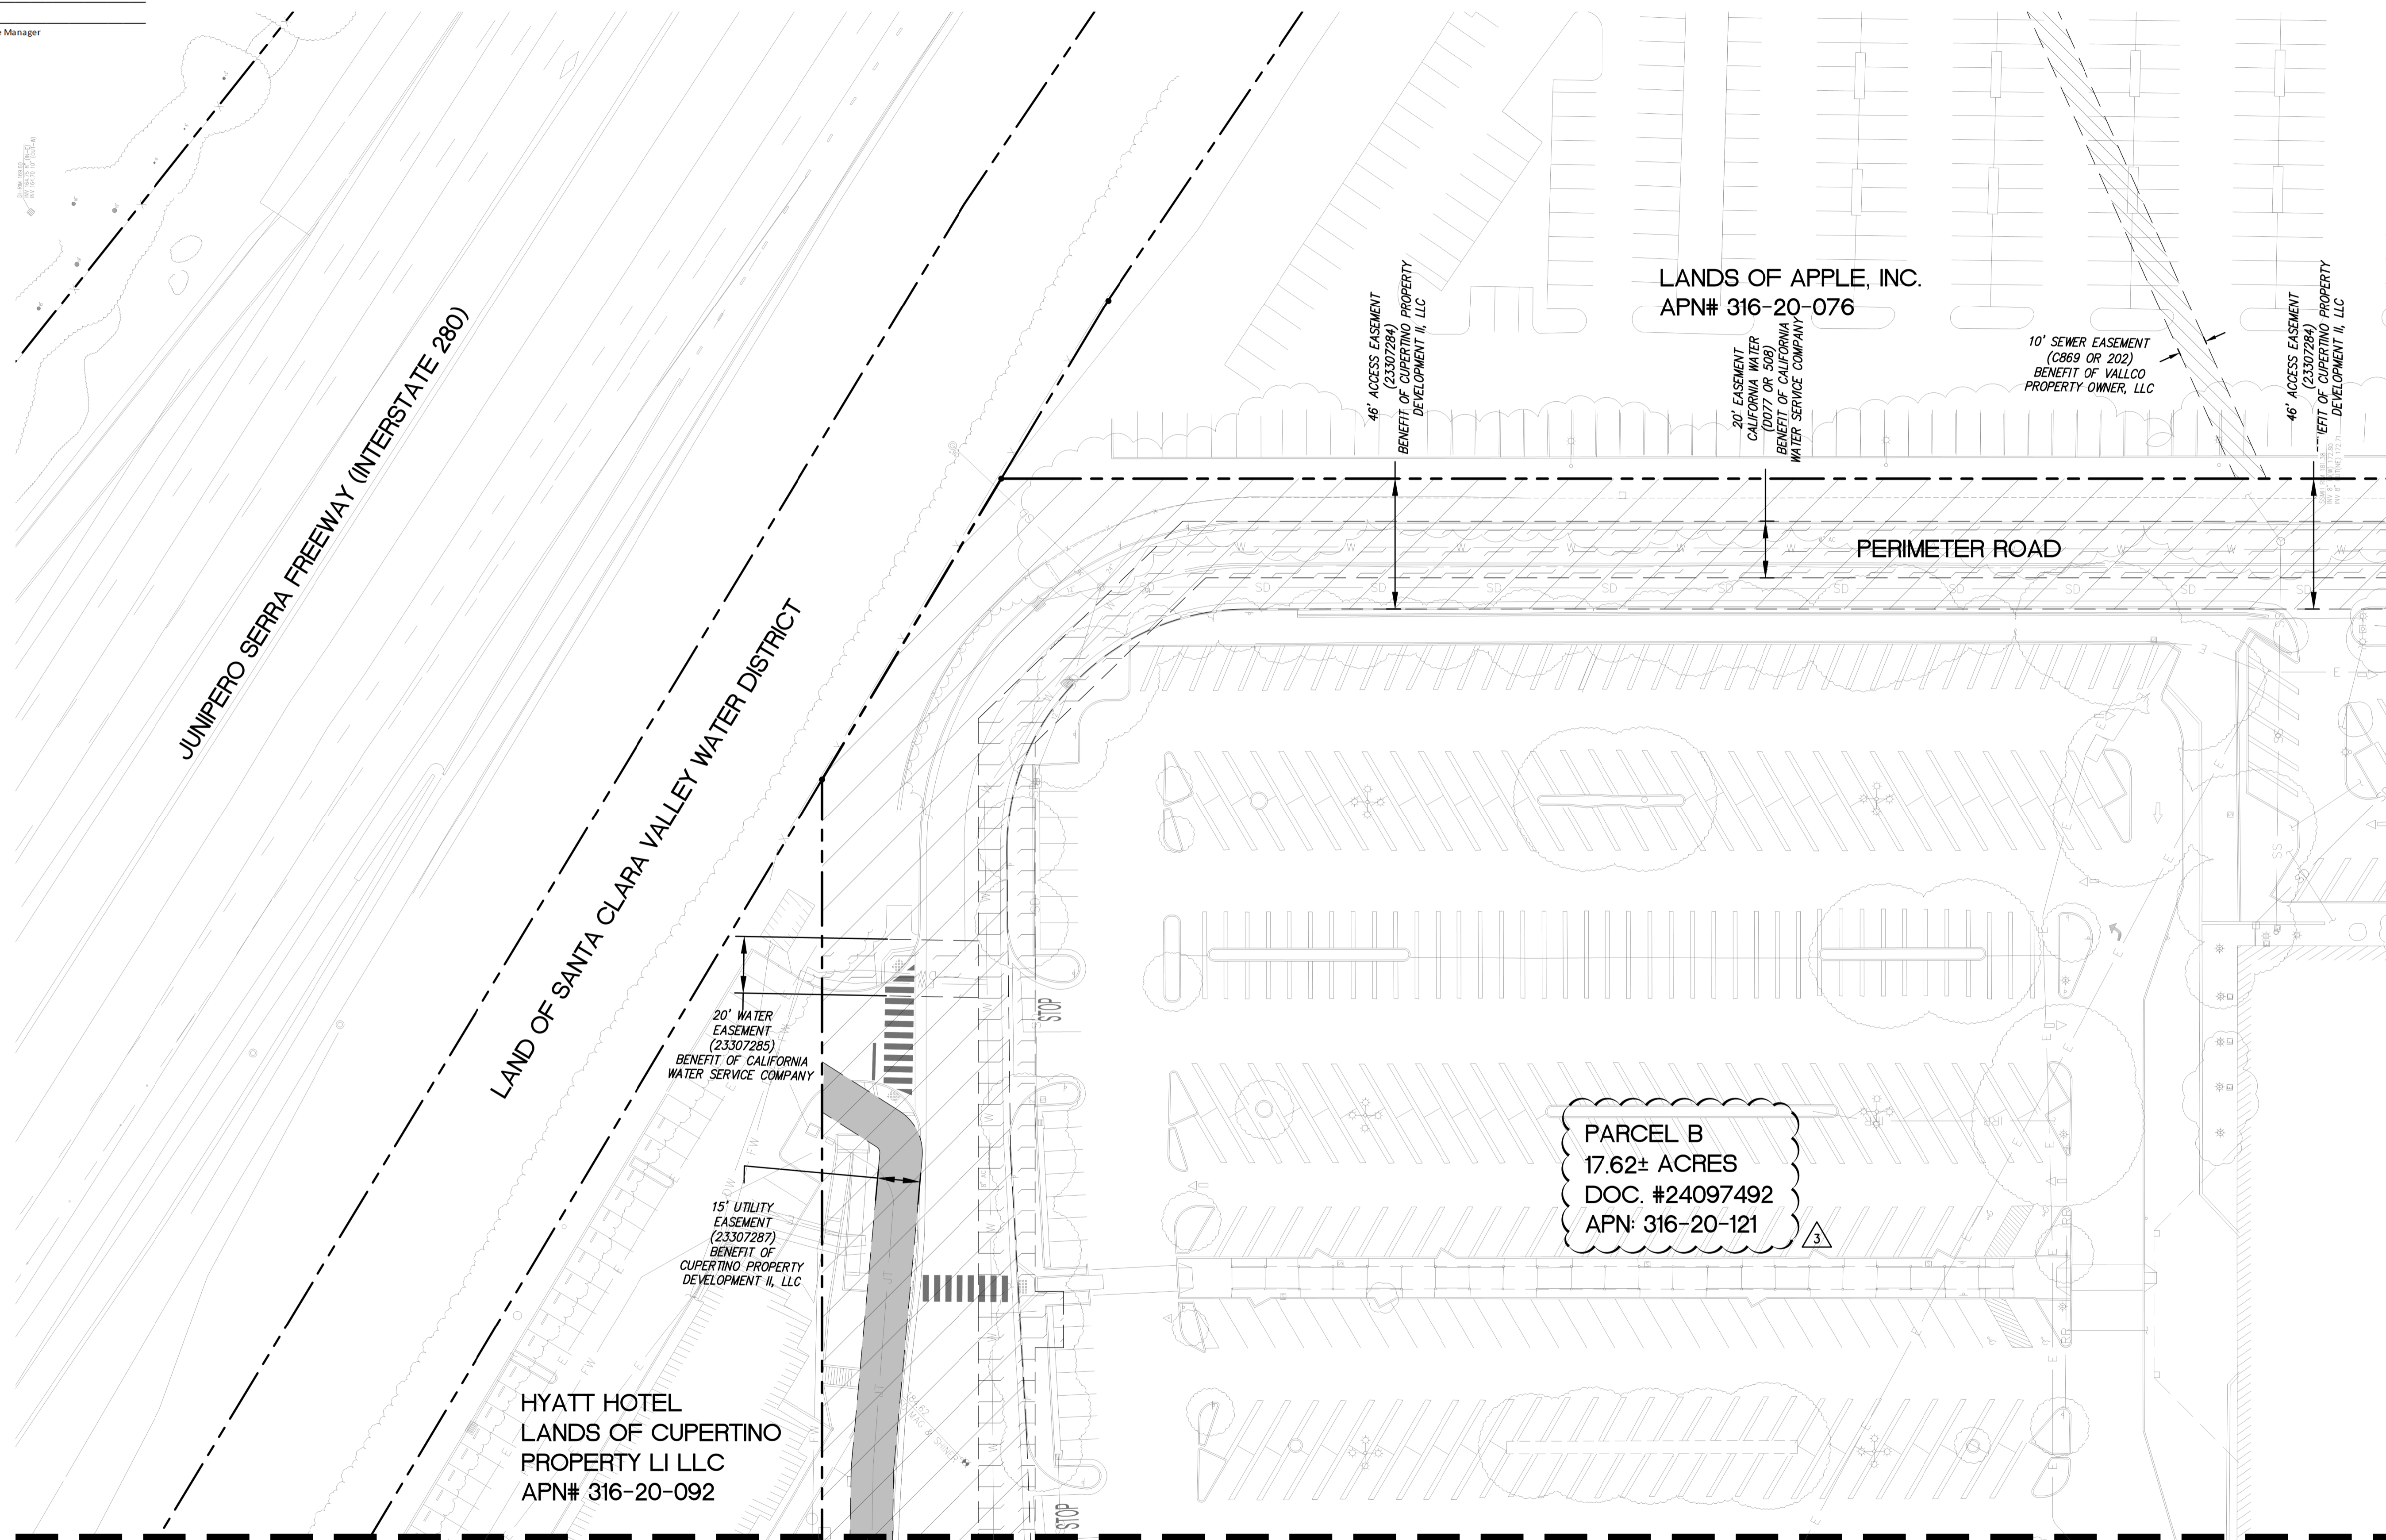 e Manager
JUNIPERO SERRA FREEWAY (INTERSTATE 280)
LAND OF SANTA CLARA VALLEY WATER DISTRICT
46' ACCESS EASEMENT
(23307284)
BENEFIT OF CUPERTINO PROPERTY
DEVELOPMENT II, LLC
LANDS OF APPLE, INC.
APN# 316-20-076
20' EASEMENT
CALIFORNIA WATER
(D077 OR 508)
BENEFIT OF CALIFORNIA
WATER SERVICE COMPANY
10' SEWER EASEMENT
(C869 OR 202)
BENEFIT OF VALLCO
PROPERTY OWNER, LLC
46' ACCESS EASEMENT
(23307284)
EFIT OF CUPERTINO PROPERTY
DEVELOPMENT II, LLC
PERIMETER ROAD
20' WATER
EASEMENT
(23307285)
BENEFIT OF CALIFORNIA
WATER SERVICE COMPANY
STOP
15' UTILITY
EASEMENT
(23307287)
BENEFIT OF
CUPERTINO PROPERTY
DEVELOPMENT II, LLC
PARCEL B
17.62± ACRES
DOC. #24097492
APN: 316-20-121
3
HYATT HOTEL
LANDS OF CUPERTINO
PROPERTY LI LLC
APN# 316-20-092
STOP